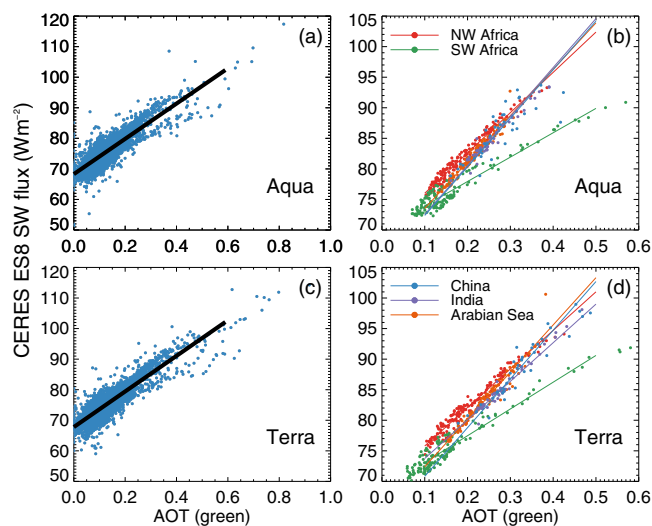 CERES ES8 SW flux (Wm⁻²)
(a)
120
110
100
90
80
70
60
50
Aqua
0.0 0.2 0.4 0.6 0.8 1.0
(b)
NW Africa
SW Africa
105
100
95
90
85
80
75
70
Aqua
0.0 0.1 0.2 0.3 0.4 0.5 0.6
(c)
120
110
100
90
80
70
60
50
Terra
0.0 0.2 0.4 0.6 0.8 1.0
AOT (green)
(d)
China
India
Arabian Sea
105
100
95
90
85
80
75
70
Terra
0.0 0.1 0.2 0.3 0.4 0.5 0.6
AOT (green)